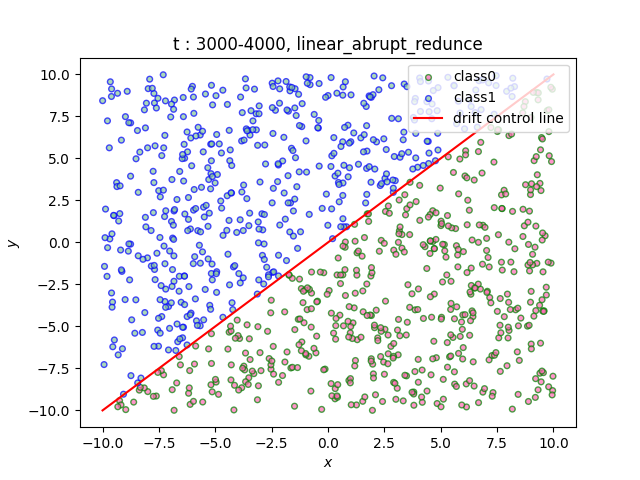 t : 3000-4000, linear_abrupt_redunce
class0
class1
drift control line
10.0
7.5
5.0
2.5
0.0
−2.5
−5.0
−7.5
−10.0
y
−10.0 −7.5 −5.0 −2.5 0.0 2.5 5.0 7.5 10.0
x